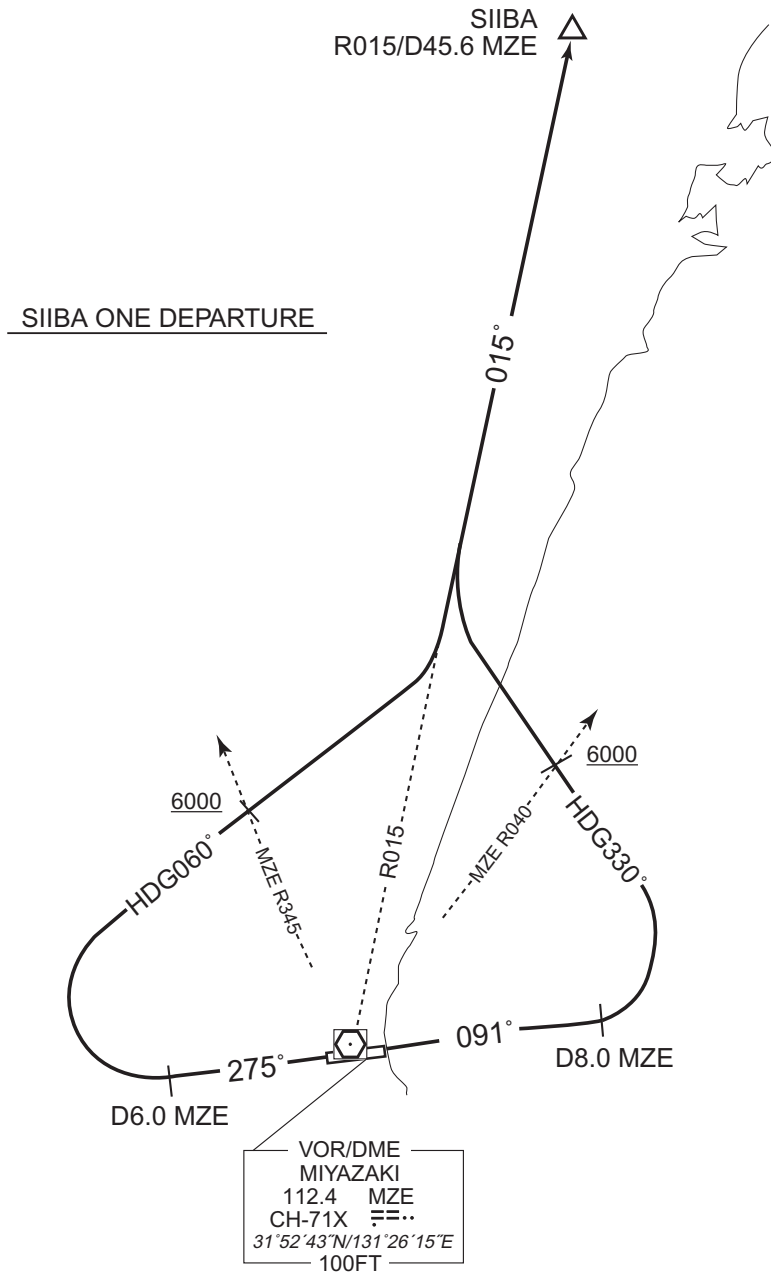 SIIBA
R015/D45.6 MZE
SIIBA ONE DEPARTURE
015°
6000
6000
HDG060°
MZE R345
R015
MZE R040
HDG330°
275°
091°
D6.0 MZE
D8.0 MZE
VOR/DME
MIYAZAKI
112.4 MZE
CH-71X
31°52´43˝N/131°26´15˝E
100FT